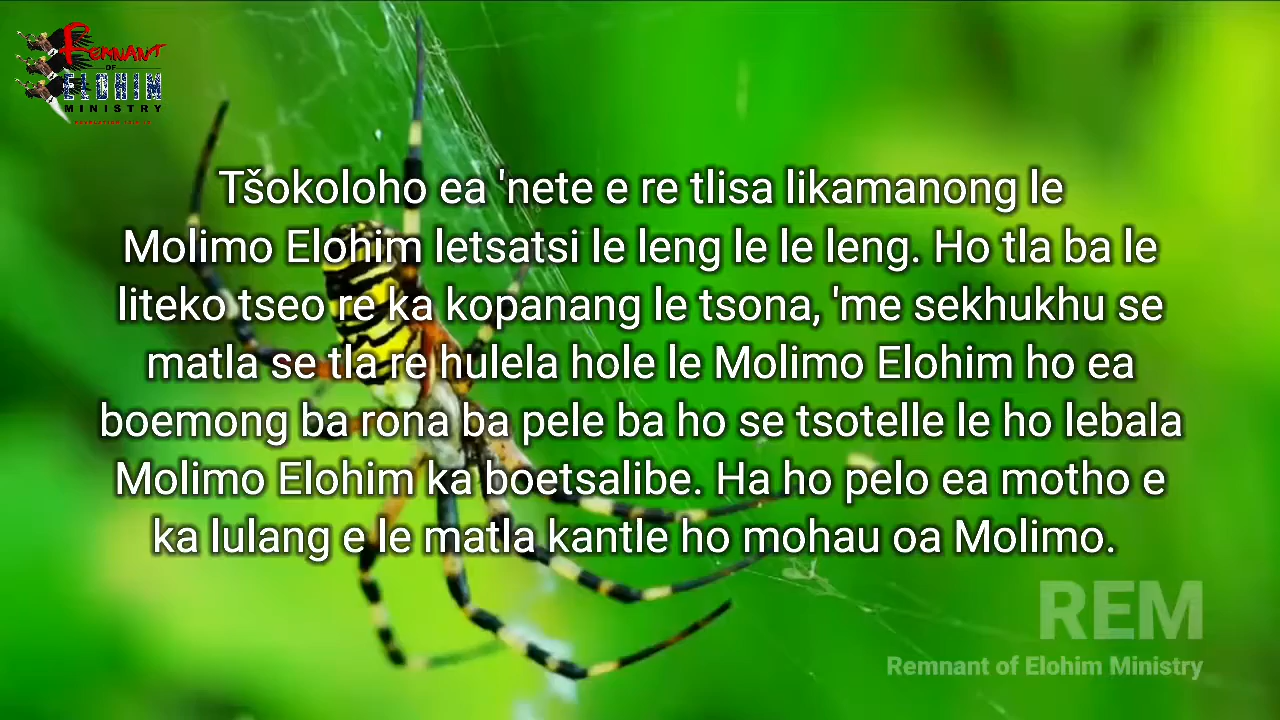 REMNANT
OF
ELOHIM
MINISTRY
Tšokoloho ea 'nete e re tlisa likamanong le
Molimo Elohim letsatsi le leng le le leng. Ho tla ba le
liteko tseo re ka kopanang le tsona, 'me sekhukhu se
matla se tla re hulela hole le Molimo Elohim ho ea
boemong ba rona ba pele ba ho se tsotelle le ho lebala
Molimo Elohim ka boetsalibe. Ha ho pelo ea motho e
ka lulang e le matla kantle ho mohau oa Molimo.
REM
Remnant of Elohim Ministry